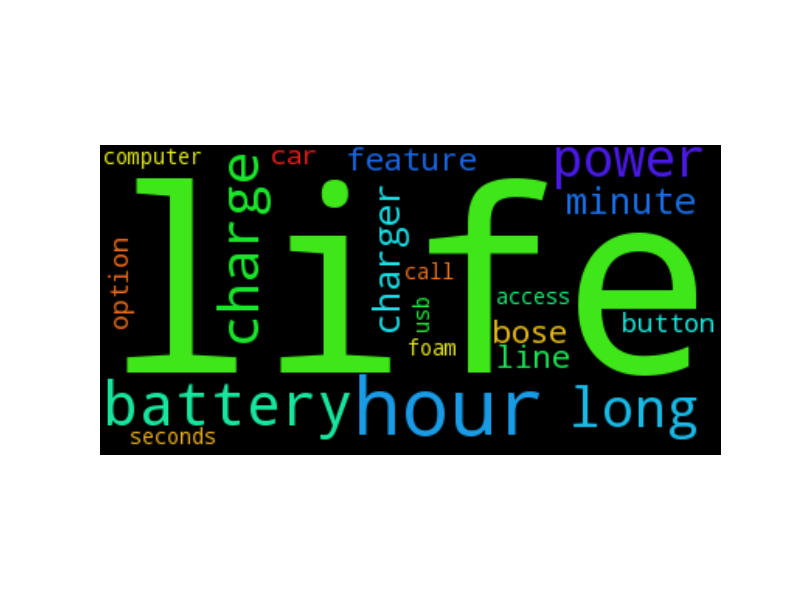 computer
car
feature
power
charge
charger
minute
life
option
call
access
usb
button
bose
foam
line
battery
hour
long
seconds